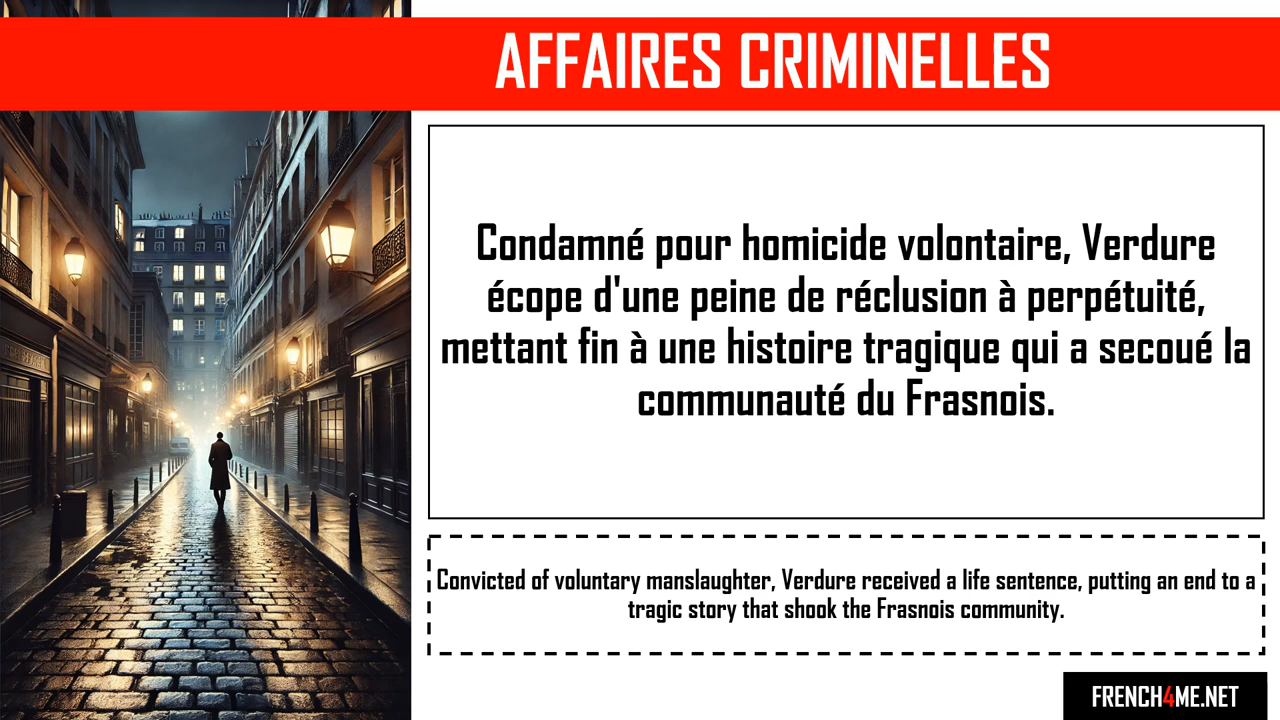 AFFAIRES CRIMINELLES
Condamné pour homicide volontaire, Verdure
écope d'une peine de réclusion à perpétuité,
mettant fin à une histoire tragique qui a secoué la
communauté du Frasnois.
Convicted of voluntary manslaughter, Verdure received a life sentence, putting an end to a
tragic story that shook the Frasnois community.
FRENCH4ME.NET